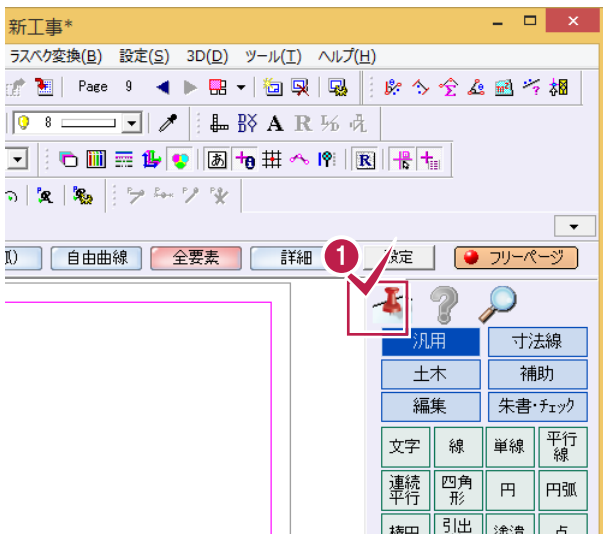 新工事*
ラスベク変換(B) 設定(S) 3D(D) ツール(T) ヘルプ(H)
Page 9
8
あ
R
自由曲線 全要素 詳細 設定 フリーページ
1
汎用 寸法線
土木 補助
編集 朱書・チェック
文字 線 単線 平行線
連続平行 四角形 円 円弧
楕円 引出 塗潰 点